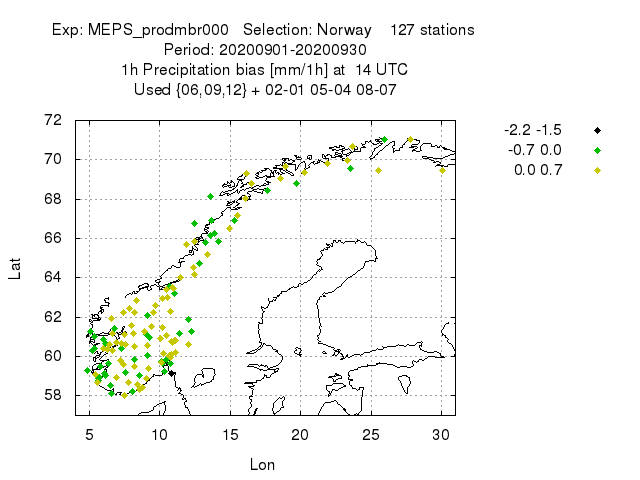 Exp: MEPS_prodmbr000   Selection: Norway    127 stations
Period: 20200901-20200930
1h Precipitation bias [mm/1h] at  14 UTC
Used {06,09,12} + 02-01 05-04 08-07
-2.2 -1.5
-0.7 0.0
0.0 0.7
72
70
68
66
64
62
60
58
Lat
5 10 15 20 25 30
Lon